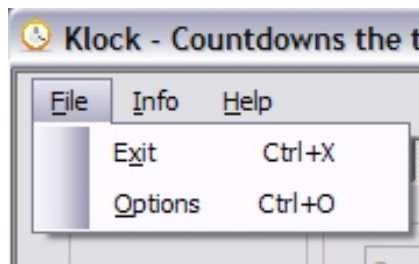 Klock - Countdowns the t
File Info Help
Exit Ctrl+X
Options Ctrl+O